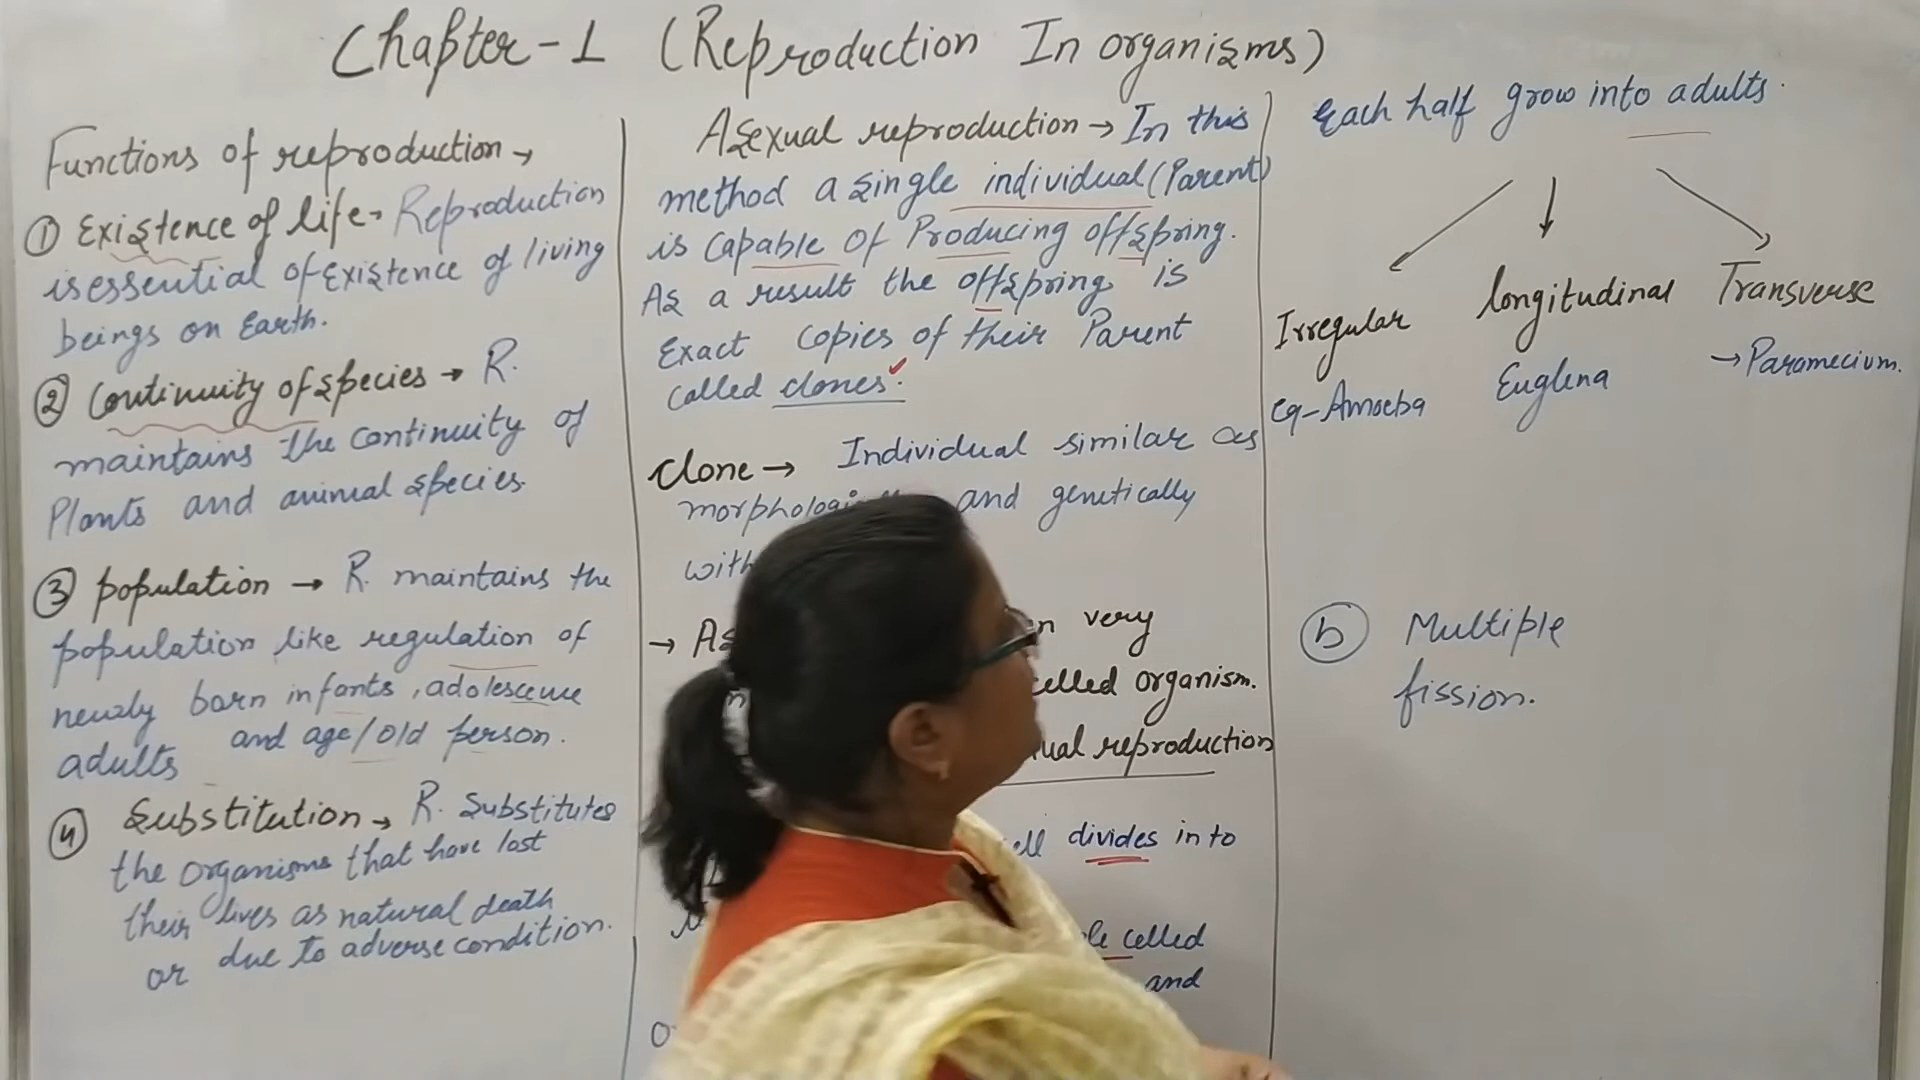 Chapter-1 (Reproduction In organisms)
Functions of reproduction →
① Existence of life → Reproduction
is essential of existence of living
beings on Earth.
② Continuity of species → R.
maintains the continuity of
Plants and animal species.
③ population → R. maintains the
population like regulation of
newly born infants, adolescence
adults and age/old person.
④ Substitution → R. Substitutes
the organisms that have lost
their lives as natural death
or due to adverse condition.
Asexual reproduction → In this
method a single individual (Parent)
is capable of Producing offspring.
As a result the offspring is
Exact copies of their Parent
called clones.
Clone → Individual similar as
and genetically
→ very
celled organism.
reproduction
divides in to
celled
and
Each half grow into adults.
Irregular longitudinal Transverse
eg-Amoeba Euglena → Paramecium.
ⓑ Multiple
fission.